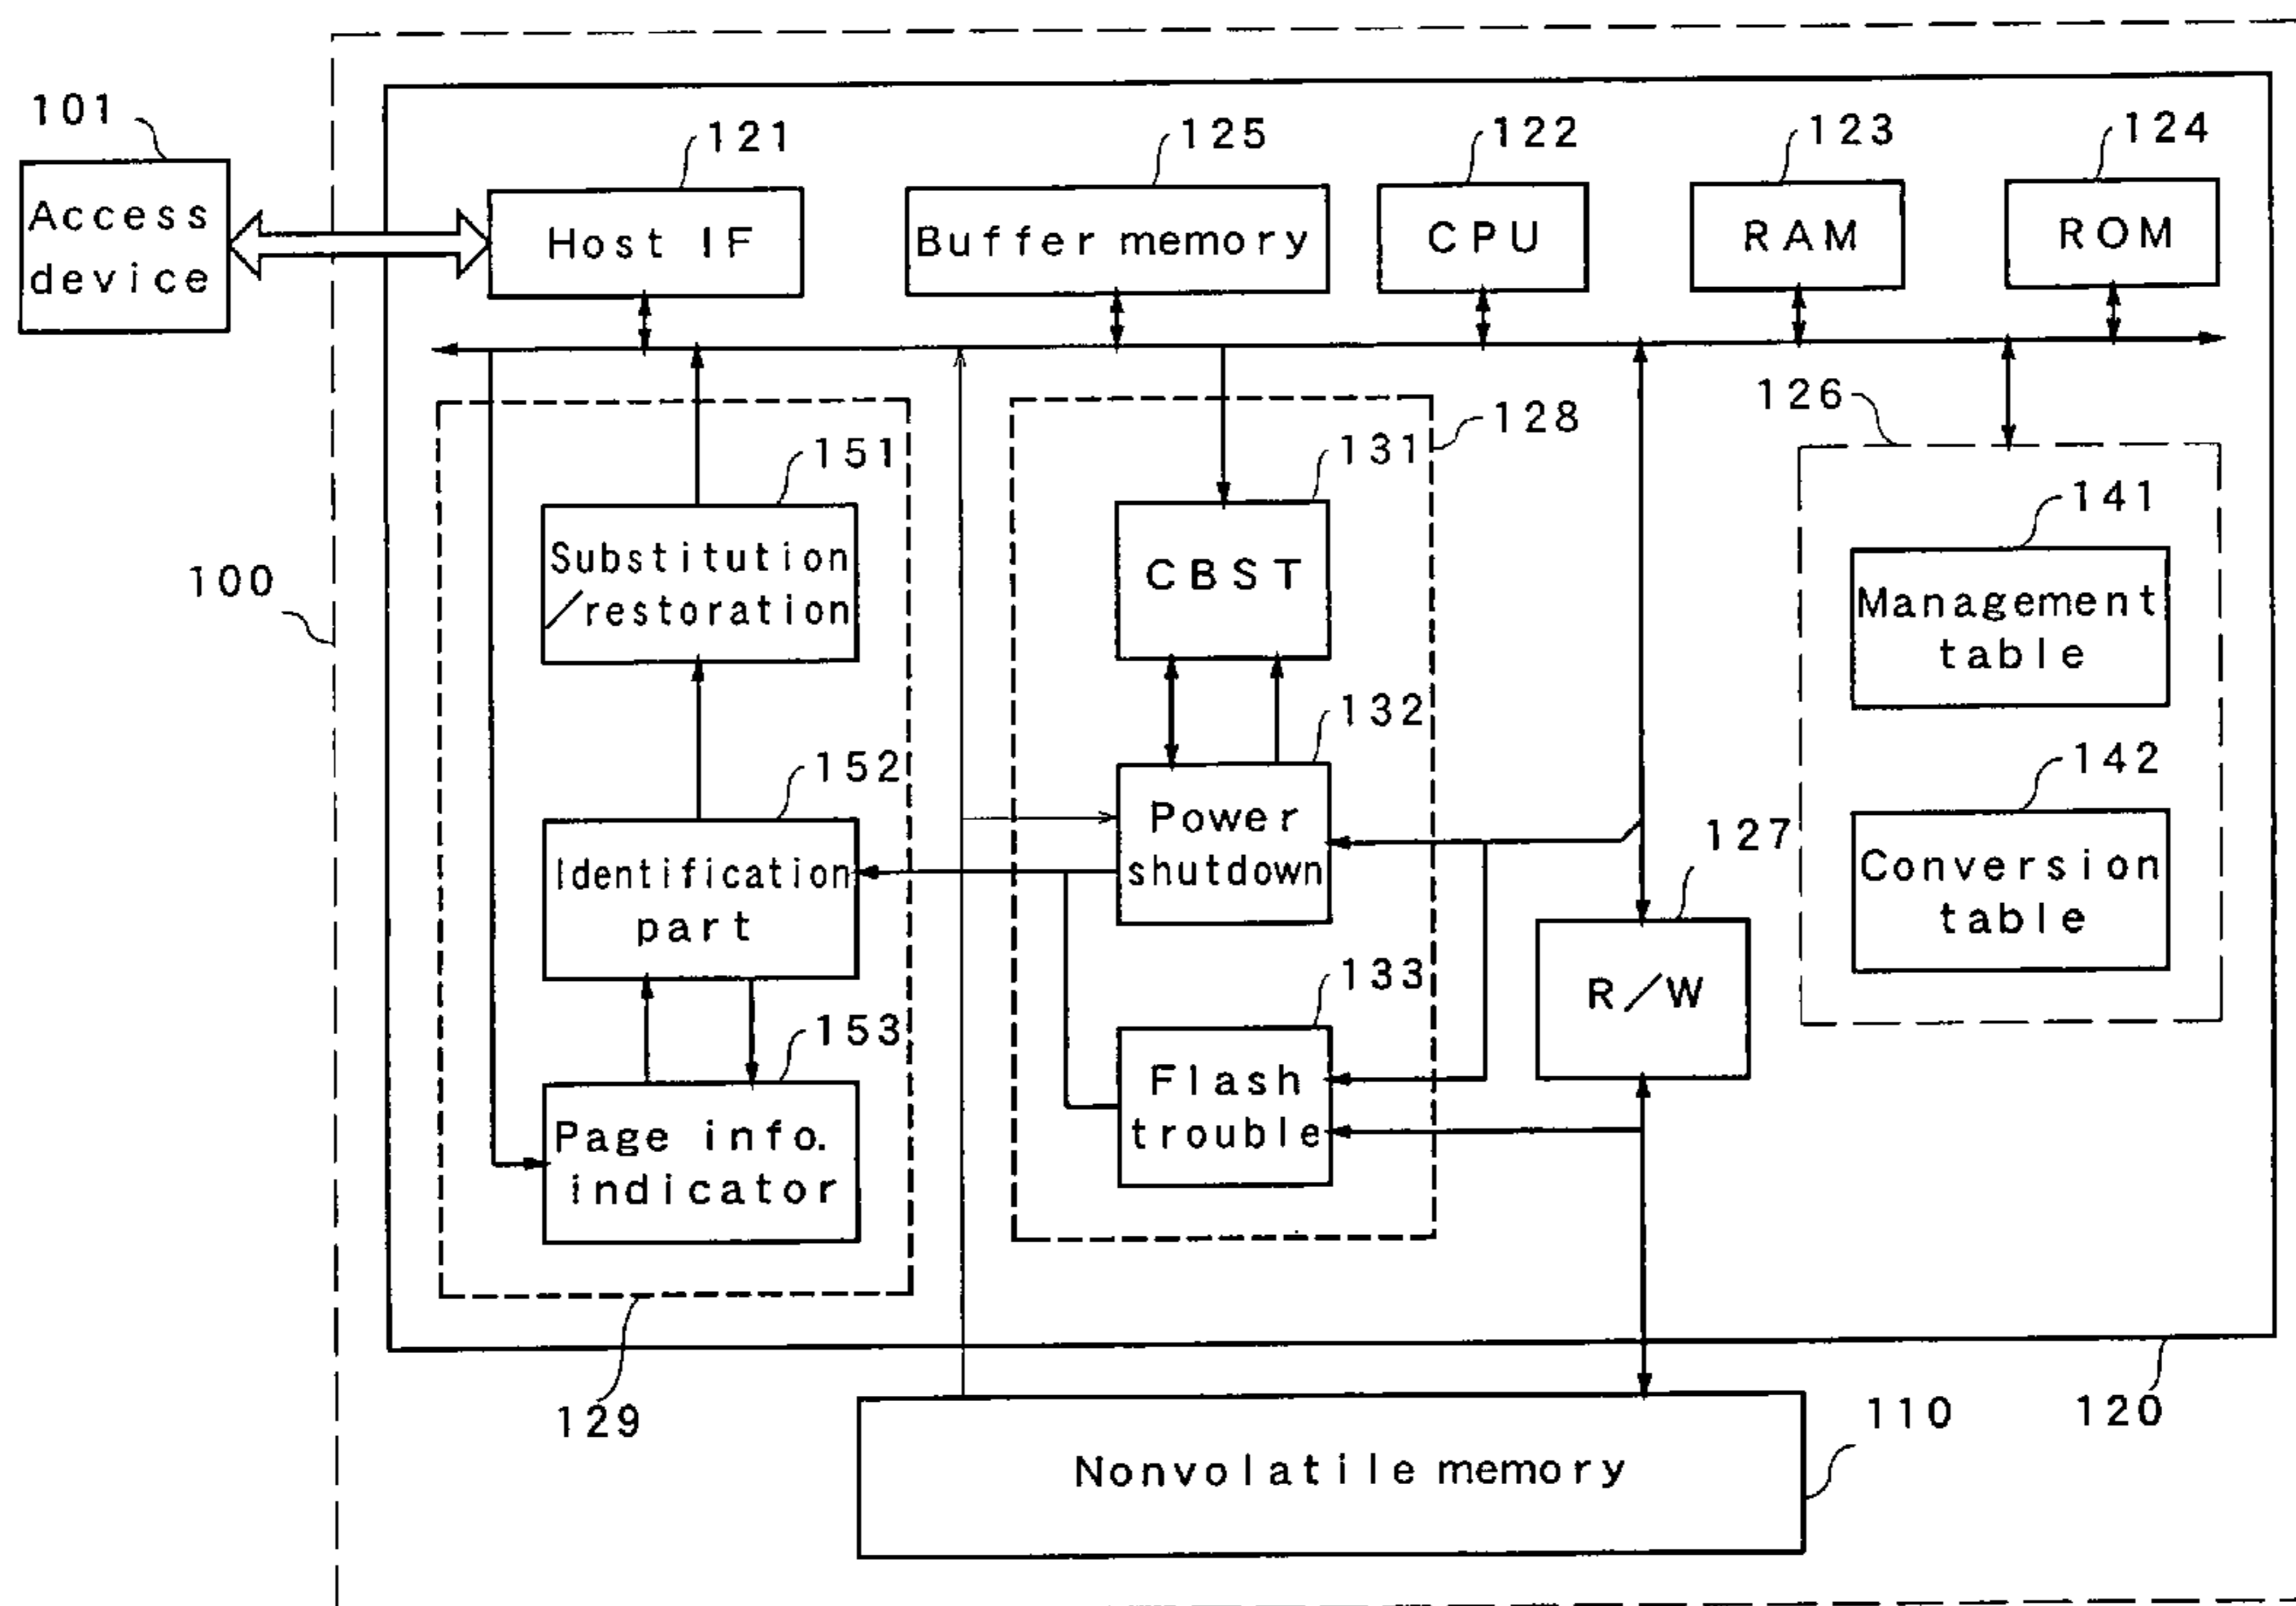 101
121
125
122
123
124
Access
device
Host IF
Buffer memory
CPU
RAM
ROM
126
128
151
131
141
Substitution
/restoration
CBST
Management
table
100
132
152
142
Power
shutdown
Identification
part
127
Conversion
table
133
R/W
153
Flash
trouble
Page info.
indicator
129
120
110
Nonvolatile memory